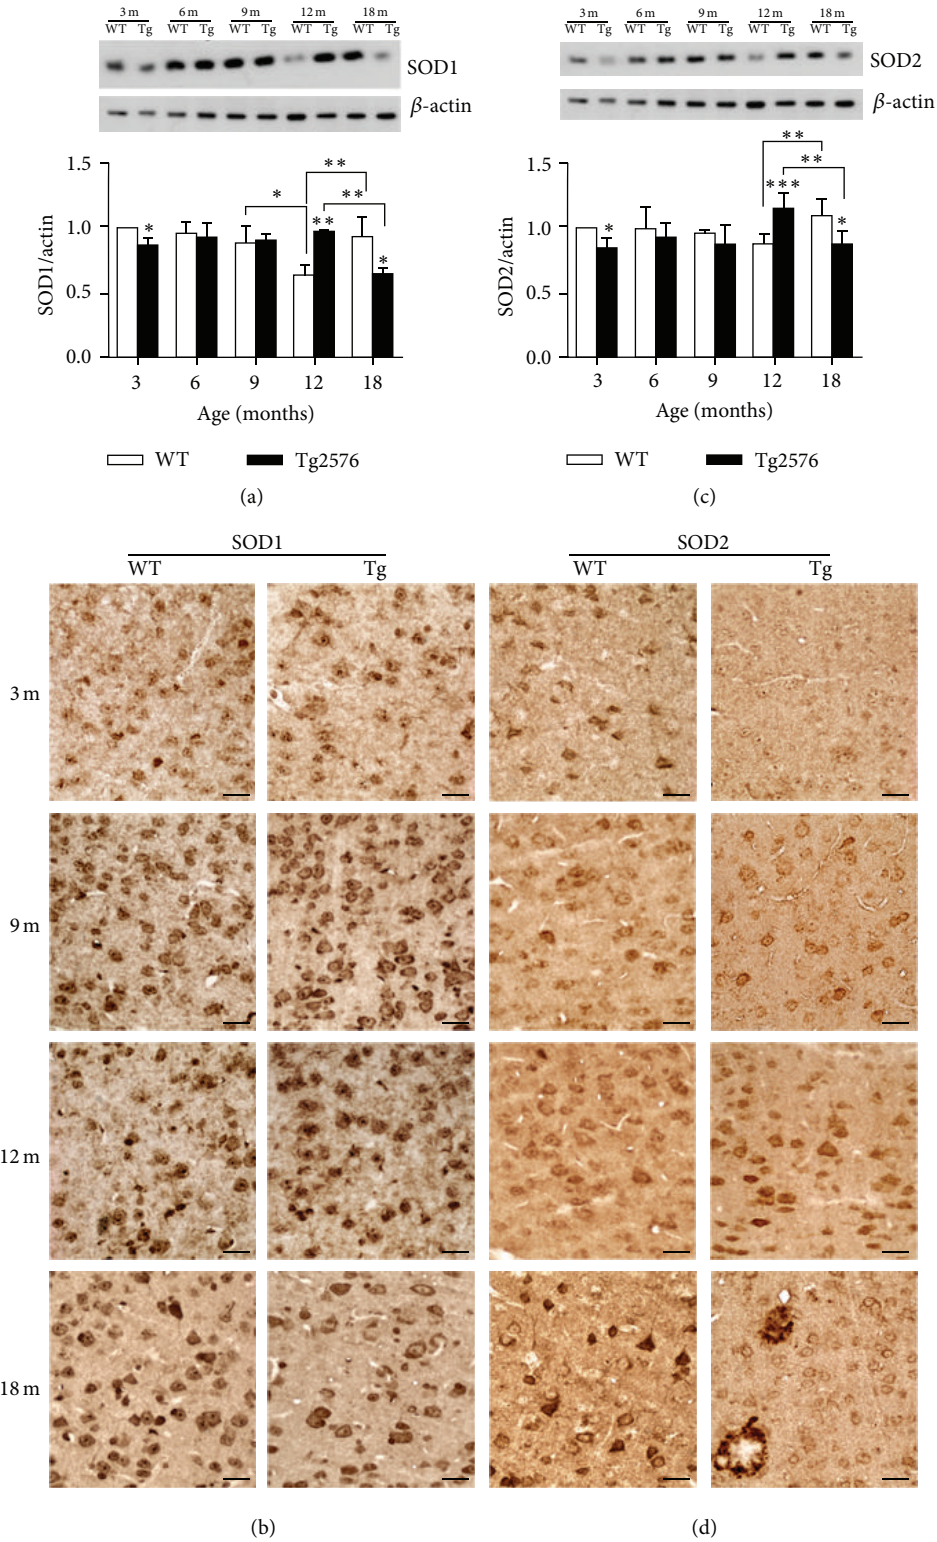 3 m 6 m 9 m 12 m 18 m
WT Tg WT Tg WT Tg WT Tg WT Tg
SOD1
β-actin
1.5
1.0
0.5
0.0
SOD1/actin
* * ** ** ** *
3 6 9 12 18
Age (months)
WT Tg2576
(a)
3 m 6 m 9 m 12 m 18 m
WT Tg WT Tg WT Tg WT Tg WT Tg
SOD2
β-actin
1.5
1.0
0.5
0.0
SOD2/actin
* *** ** ** *
3 6 9 12 18
Age (months)
WT Tg2576
(c)
SOD1 SOD2
WT Tg WT Tg
3 m
9 m
12 m
18 m
(b) (d)